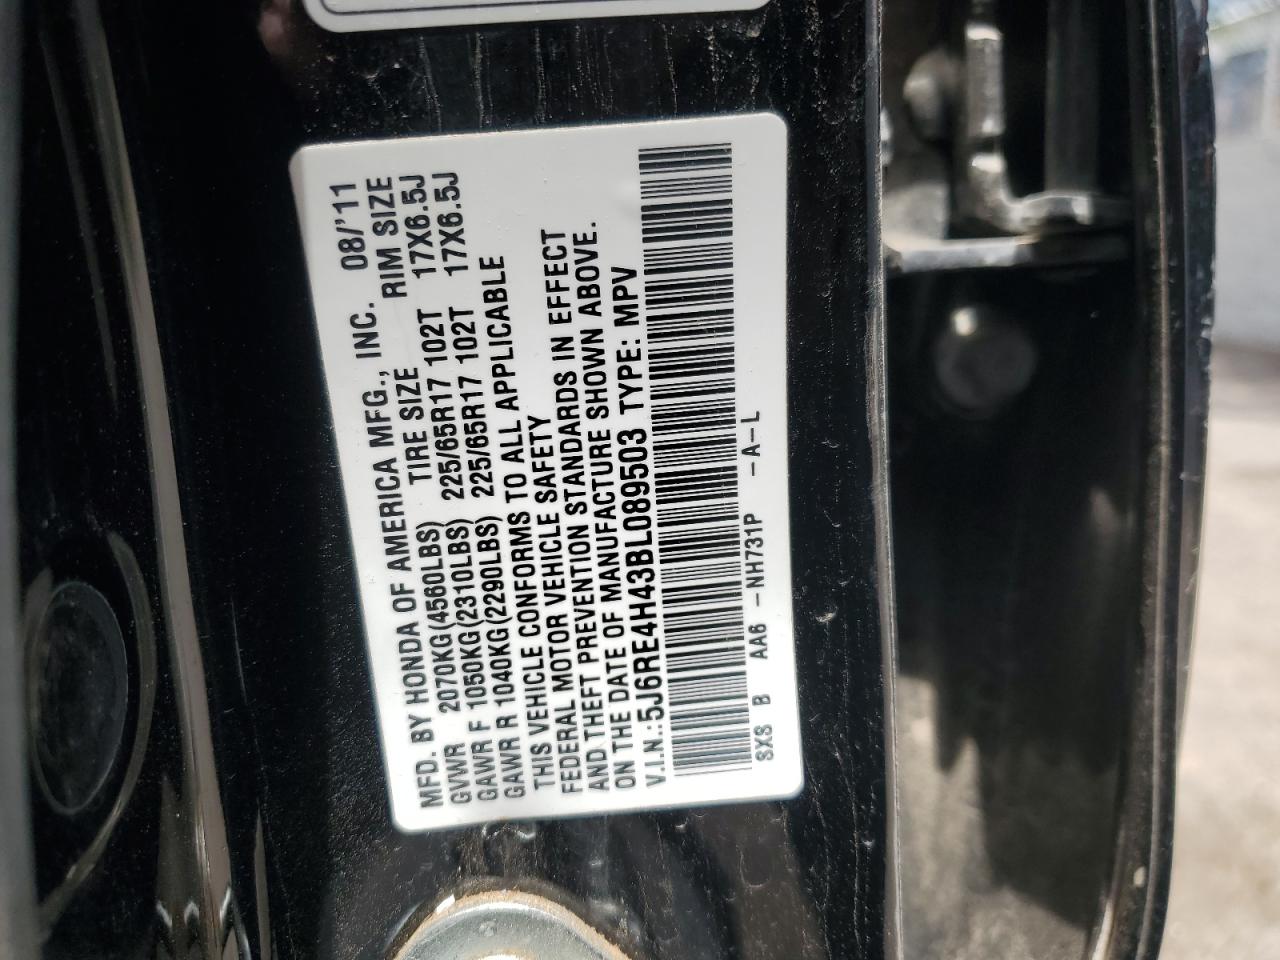 MFD. BY HONDA OF AMERICA MFG., INC. 08/'11
GVWR 2070KG(4560LBS) TIRE SIZE RIM SIZE
GAWR F 1050KG(2310LBS) 225/65R17 102T 17X6.5J
GAWR R 1040KG(2290LBS) 225/65R17 102T 17X6.5J
THIS VEHICLE CONFORMS TO ALL APPLICABLE
FEDERAL MOTOR VEHICLE SAFETY
AND THEFT PREVENTION STANDARDS IN EFFECT
ON THE DATE OF MANUFACTURE SHOWN ABOVE.
V.I.N.:5J6RE4H43BL089503 TYPE: MPV
SXS B AA6 -NH731P -A-L